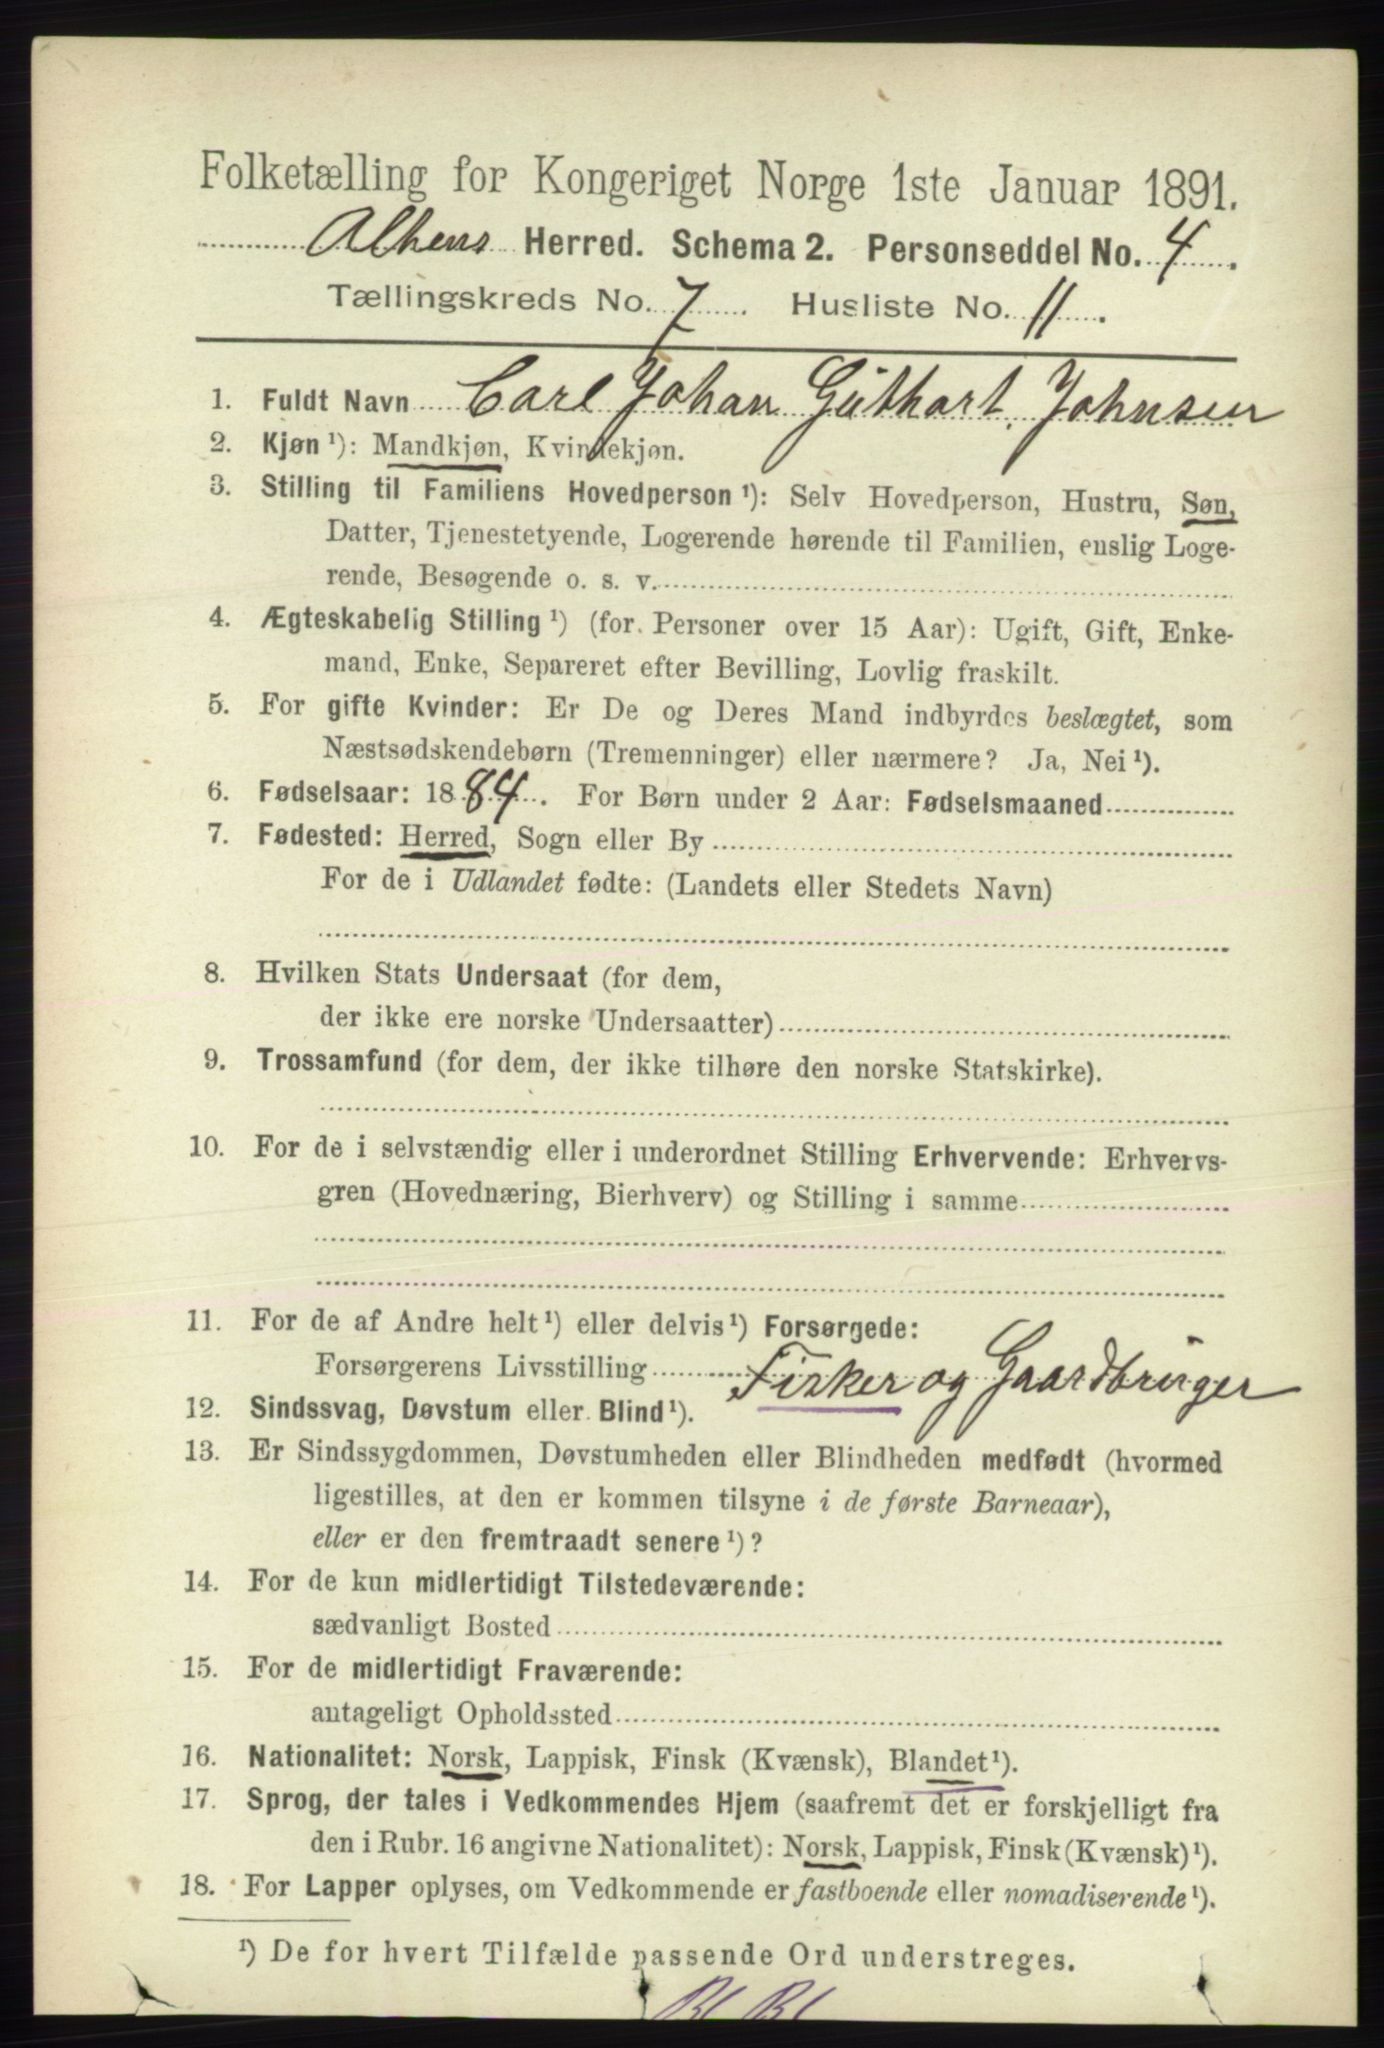 Folketælling for Kongeriget Norge 1ste Januar 1891.
Alhens Herred. Schema 2. Personseddel No. 4.
Tællingskreds No. 7. Husliste No. 11.
1. Fuldt Navn Carl Johan Guthart. Johnsen
2. Kjøn ¹): Mandkjøn, Kvindekjøn.
3. Stilling til Familiens Hovedperson ¹): Selv Hovedperson, Hustru, Søn,
Datter, Tjenestetyende, Logerende hørende til Familien, enslig Loge-
rende, Besøgende o. s. v.
4. Ægteskabelig Stilling ¹) (for Personer over 15 Aar): Ugift, Gift, Enke-
mand, Enke, Separeret efter Bevilling, Lovlig fraskilt.
5. For gifte Kvinder: Er De og Deres Mand indbyrdes beslægtet, som
Næstsødskendebørn (Tremenninger) eller nærmere? Ja, Nei ¹).
6. Fødselsaar: 1884. For Børn under 2 Aar: Fødselsmaaned
7. Fødested: Herred, Sogn eller By
For de i Udlandet fødte: (Landets eller Stedets Navn)
8. Hvilken Stats Undersaat (for dem,
der ikke ere norske Undersaatter)
9. Trossamfund (for dem, der ikke tilhøre den norske Statskirke).
10. For de i selvstændig eller i underordnet Stilling Erhvervende: Erhvervs-
gren (Hovednæring, Bierhverv) og Stilling i samme
11. For de af Andre helt ¹) eller delvis ¹) Forsørgede:
Forsørgerens Livsstilling Fisker og Gaardbruger
12. Sindssvag, Døvstum eller Blind ¹).
13. Er Sindssygdommen, Døvstumheden eller Blindheden medfødt (hvormed
ligestilles, at den er kommen tilsyne i de første Barneaar),
eller er den fremtraadt senere ¹)?
14. For de kun midlertidigt Tilstedeværende:
sædvanligt Bosted
15. For de midlertidigt Fraværende:
antageligt Opholdssted
16. Nationalitet: Norsk, Lappisk, Finsk (Kvænsk), Blandet ¹).
17. Sprog, der tales i Vedkommendes Hjem (saafremt det er forskjelligt fra
den i Rubr. 16 angivne Nationalitet): Norsk, Lappisk, Finsk (Kvænsk) ¹).
18. For Lapper oplyses, om Vedkommende er fastboende eller nomadiserende ¹).
¹) De for hvert Tilfælde passende Ord understreges.
Bl Bl